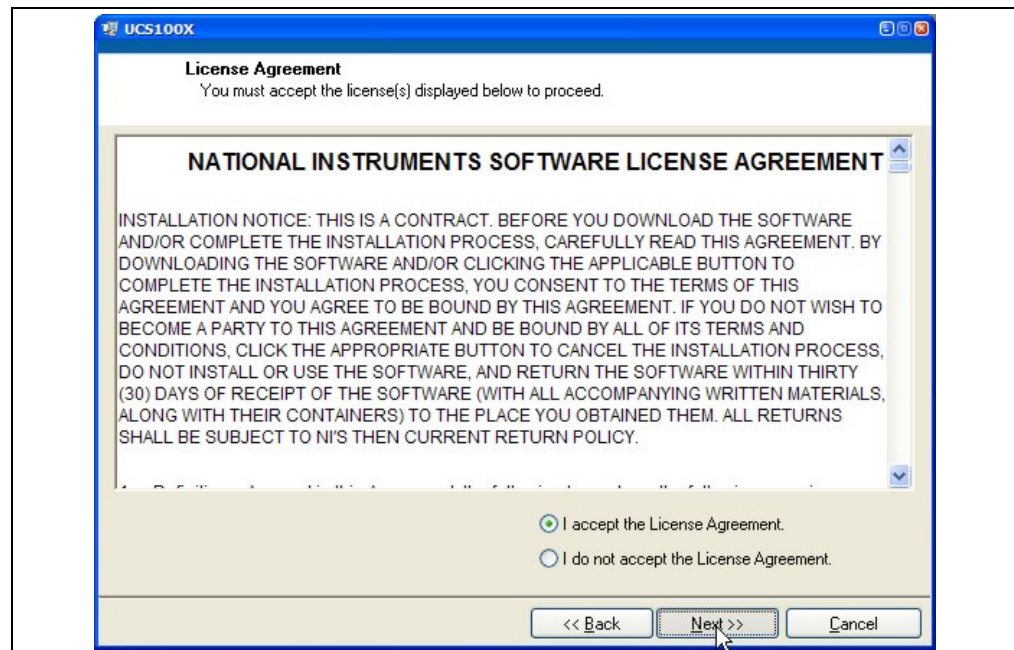 UCS100X
License Agreement
You must accept the license(s) displayed below to proceed.
NATIONAL INSTRUMENTS SOFTWARE LICENSE AGREEMENT
INSTALLATION NOTICE: THIS IS A CONTRACT. BEFORE YOU DOWNLOAD THE SOFTWARE
AND/OR COMPLETE THE INSTALLATION PROCESS, CAREFULLY READ THIS AGREEMENT. BY
DOWNLOADING THE SOFTWARE AND/OR CLICKING THE APPLICABLE BUTTON TO
COMPLETE THE INSTALLATION PROCESS, YOU CONSENT TO THE TERMS OF THIS
AGREEMENT AND YOU AGREE TO BE BOUND BY THIS AGREEMENT. IF YOU DO NOT WISH TO
BECOME A PARTY TO THIS AGREEMENT AND BE BOUND BY ALL OF ITS TERMS AND
CONDITIONS, CLICK THE APPROPRIATE BUTTON TO CANCEL THE INSTALLATION PROCESS,
DO NOT INSTALL OR USE THE SOFTWARE, AND RETURN THE SOFTWARE WITHIN THIRTY
(30) DAYS OF RECEIPT OF THE SOFTWARE (WITH ALL ACCOMPANYING WRITTEN MATERIALS,
ALONG WITH THEIR CONTAINERS) TO THE PLACE YOU OBTAINED THEM. ALL RETURNS
SHALL BE SUBJECT TO NI'S THEN CURRENT RETURN POLICY.
I accept the License Agreement.
I do not accept the License Agreement.
<< Back
Next >>
Cancel